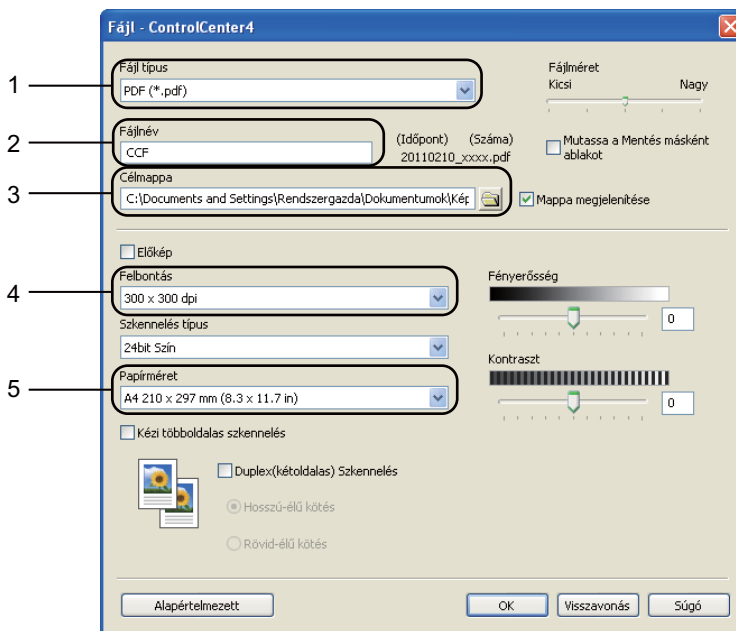 Fájl - ControlCenter4
1
Fájl típus
PDF (*.pdf)
Fájlméret
Kicsi Nagy
2
Fájlnév
CCF
(Időpont) (Száma)
20110210_xxxx.pdf
Mutassa a Mentés másként
ablakot
3
Célmappa
C:\Documents and Settings\Rendszergazda\Dokumentumok\Kép
Mappa megjelenítése
Előkép
4
Felbontás
300 x 300 dpi
Fényerősség
0
Szkennelés típus
24bit Szín
Kontraszt
0
5
Papírméret
A4 210 x 297 mm (8.3 x 11.7 in)
Kézi többoldalas szkennelés
Duplex(kétoldalas) Szkennelés
Hosszú-élű kötés
Rövid-élű kötés
Alapértelmezett
OK
Visszavonás
Súgó